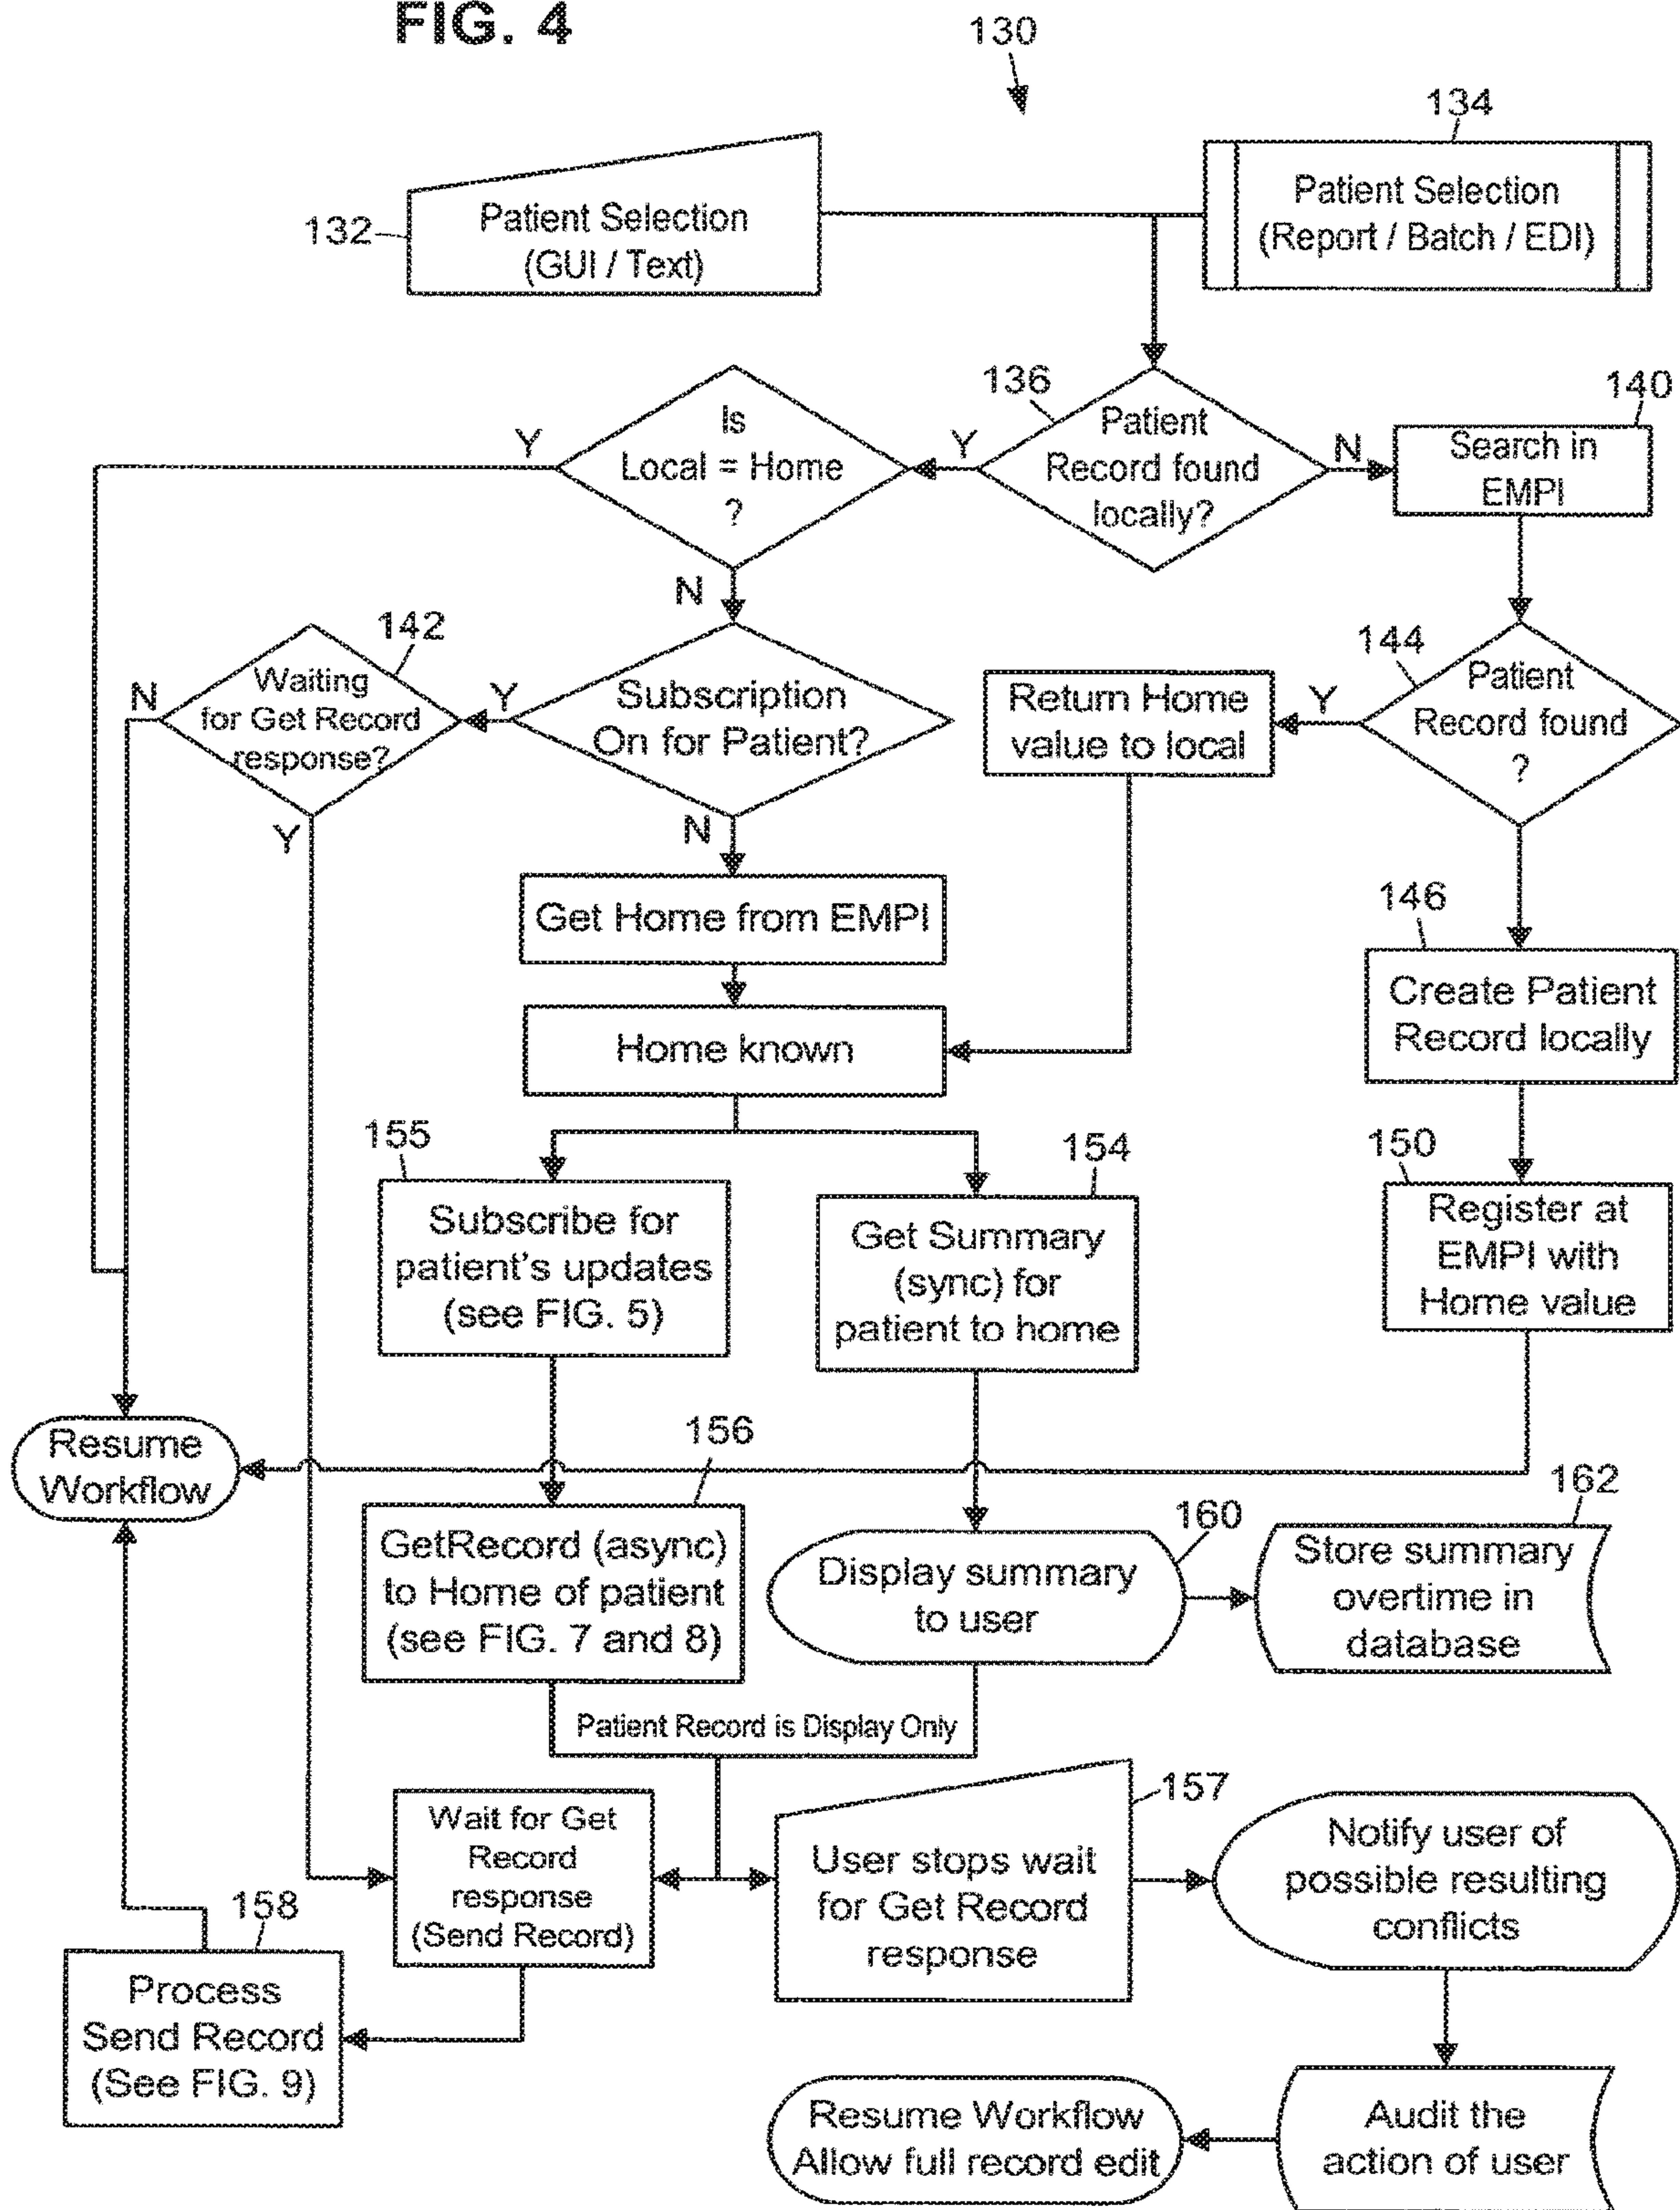 FIG. 4
130
134
132
Patient Selection
(GUI / Text)
Patient Selection
(Report / Batch / EDI)
136
140
Is
Local = Home
?
Y
N
Patient
Record found
locally?
Y
N
Search in
EMPI
142
144
Waiting
for Get Record
response?
N
Y
Subscription
On for Patient?
Y
N
Return Home
value to local
Y
Patient
Record found
?
Get Home from EMPI
146
Create Patient
Record locally
Home known
155
154
150
Subscribe for
patient's updates
(see FIG. 5)
Get Summary
(sync) for
patient to home
Register at
EMPI with
Home value
Resume
Workflow
156
160
162
GetRecord (async)
to Home of patient
(see FIG. 7 and 8)
Display summary
to user
Store summary
overtime in
database
Patient Record is Display Only
157
Wait for Get
Record
response
(Send Record)
User stops wait
for Get Record
response
Notify user of
possible resulting
conflicts
158
Process
Send Record
(See FIG. 9)
Resume Workflow
Allow full record edit
Audit the
action of user